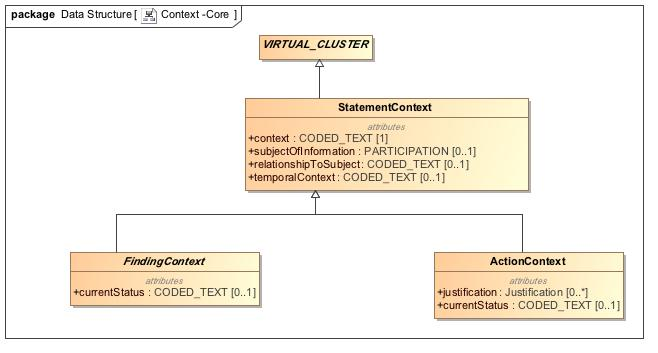 package Data Structure [ Context -Core ]
VIRTUAL_CLUSTER
StatementContext
attributes
+context : CODED_TEXT [1]
+subjectOfInformation : PARTICIPATION [0..1]
+relationshipToSubject : CODED_TEXT [0..1]
+temporalContext : CODED_TEXT [0..1]
FindingContext
attributes
+currentStatus : CODED_TEXT [0..1]
ActionContext
attributes
+justification : Justification [0..*]
+currentStatus : CODED_TEXT [0..1]